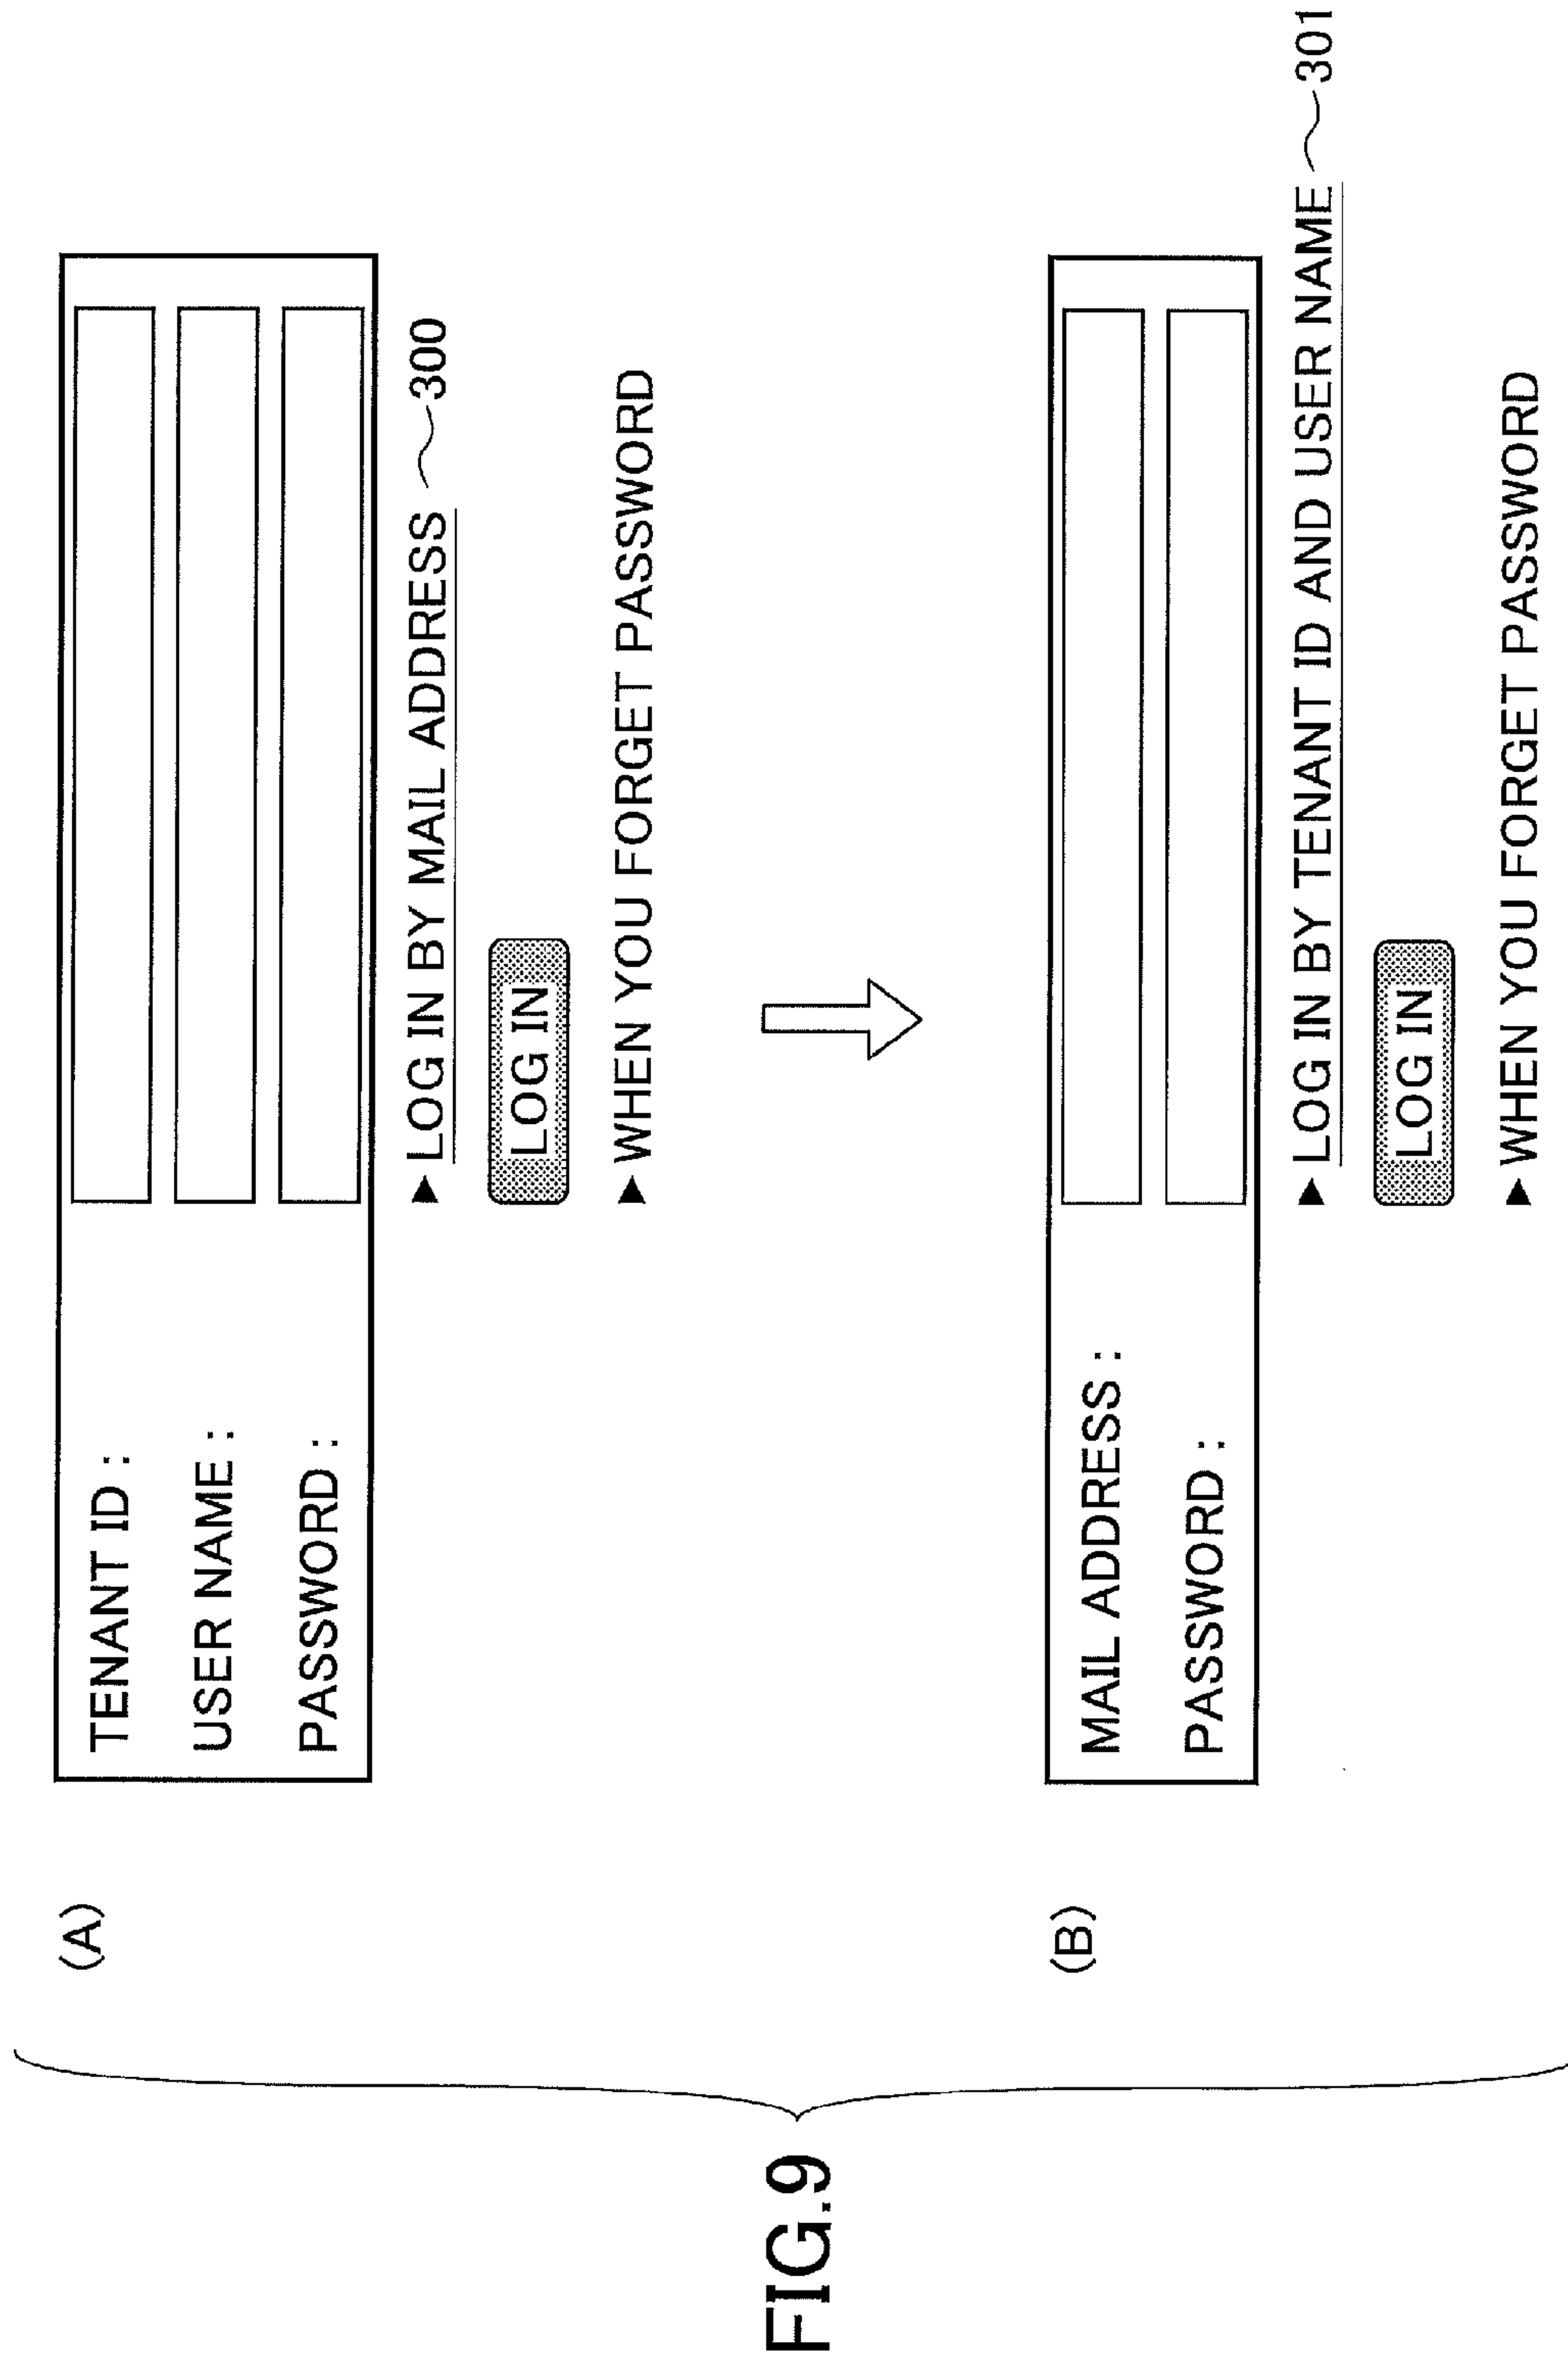 FIG.9
(A)
TENANT ID :
USER NAME :
PASSWORD :
►LOG IN BY MAIL ADDRESS ~300
LOG IN
►WHEN YOU FORGET PASSWORD
(B)
MAIL ADDRESS :
PASSWORD :
►LOG IN BY TENANT ID AND USER NAME ~301
LOG IN
►WHEN YOU FORGET PASSWORD